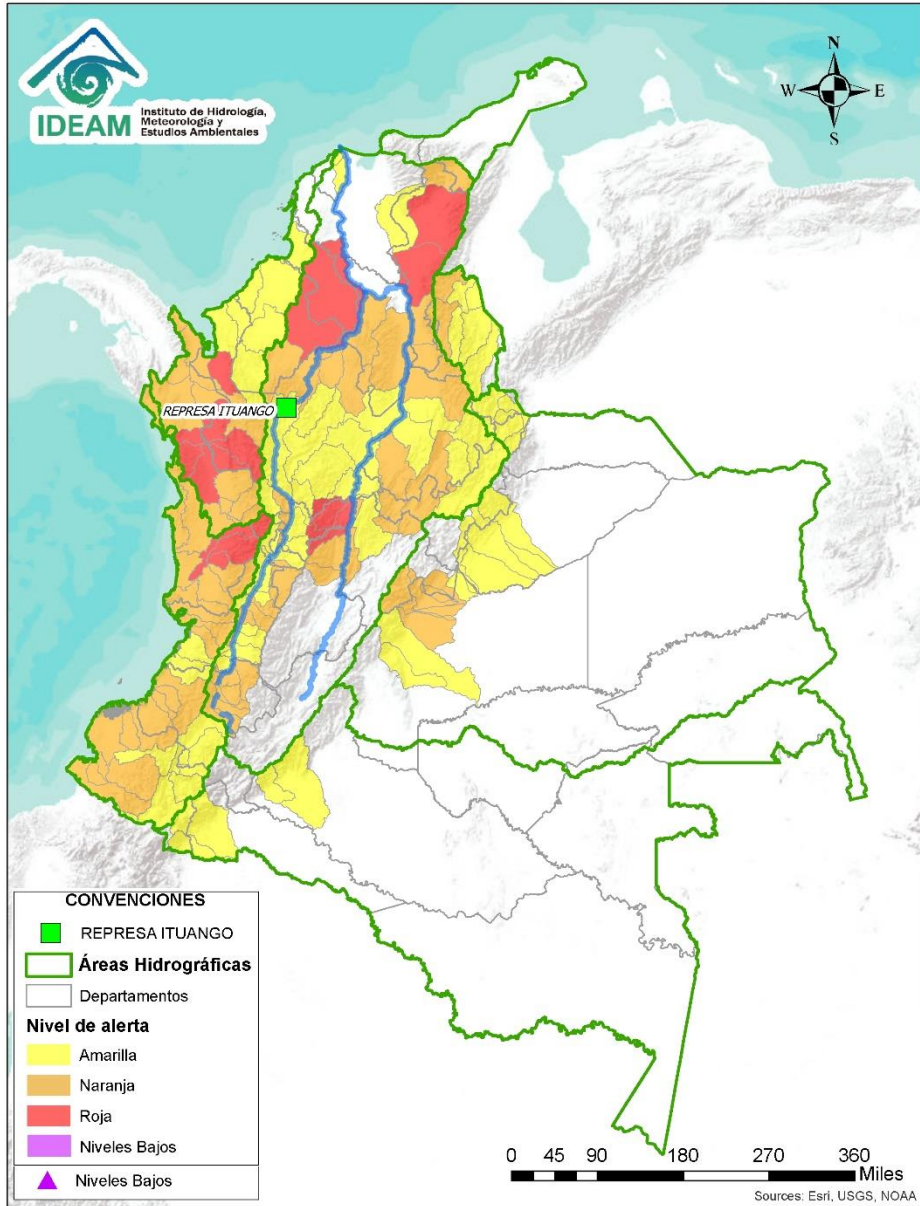 IDEAM
Instituto de Hidrología,
Meteorología y
Estudios Ambientales
N
W
E
S
REPRESA ITUANGO
CONVENCIONES
REPRESA ITUANGO
Áreas Hidrográficas
Departamentos
Nivel de alerta
Amarilla
Naranja
Roja
Niveles Bajos
Niveles Bajos
0 45 90 180 270 360
Miles
Sources: Esri, USGS, NOAA